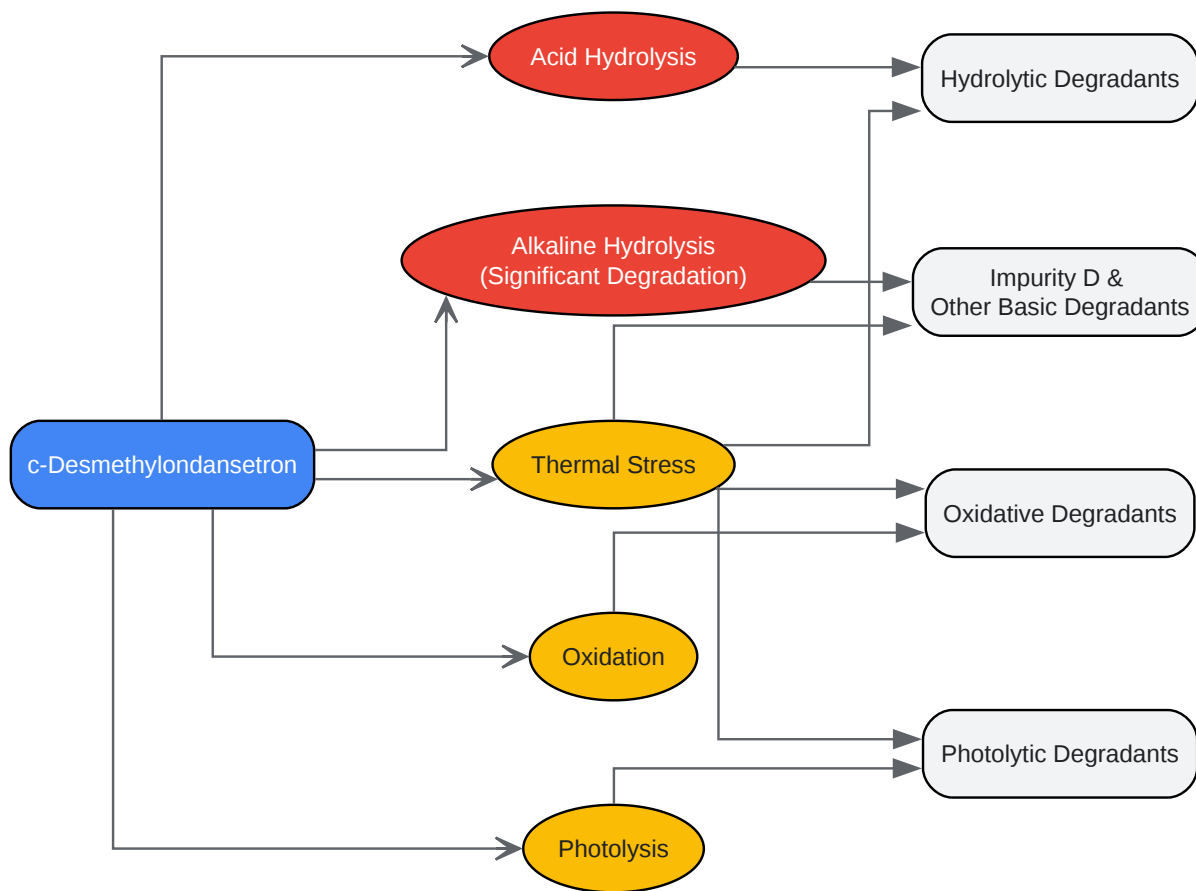 Acid Hydrolysis
Hydrolytic Degradants
Alkaline Hydrolysis
(Significant Degradation)
Impurity D &
Other Basic Degradants
c-Desmethylondansetron
Thermal Stress
Oxidative Degradants
Oxidation
Photolytic Degradants
Photolysis